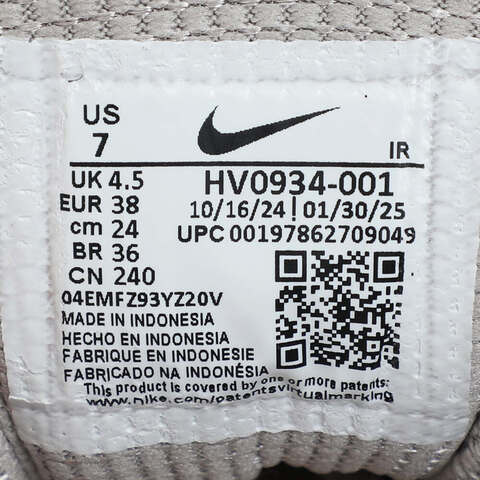 US
7
IR
UK 4.5
EUR 38
cm 24
BR 36
CN 240
HV0934-001
10/16/24 | 01/30/25
UPC 00197862709049
04EMFZ93YZ20V
MADE IN INDONESIA
HECHO EN INDONESIA
FABRIQUE EN INDONESIE
FABRICADO NA INDONÉSIA
This product is covered by one or more patents:
www.nike.com/patentsvirtualmarking